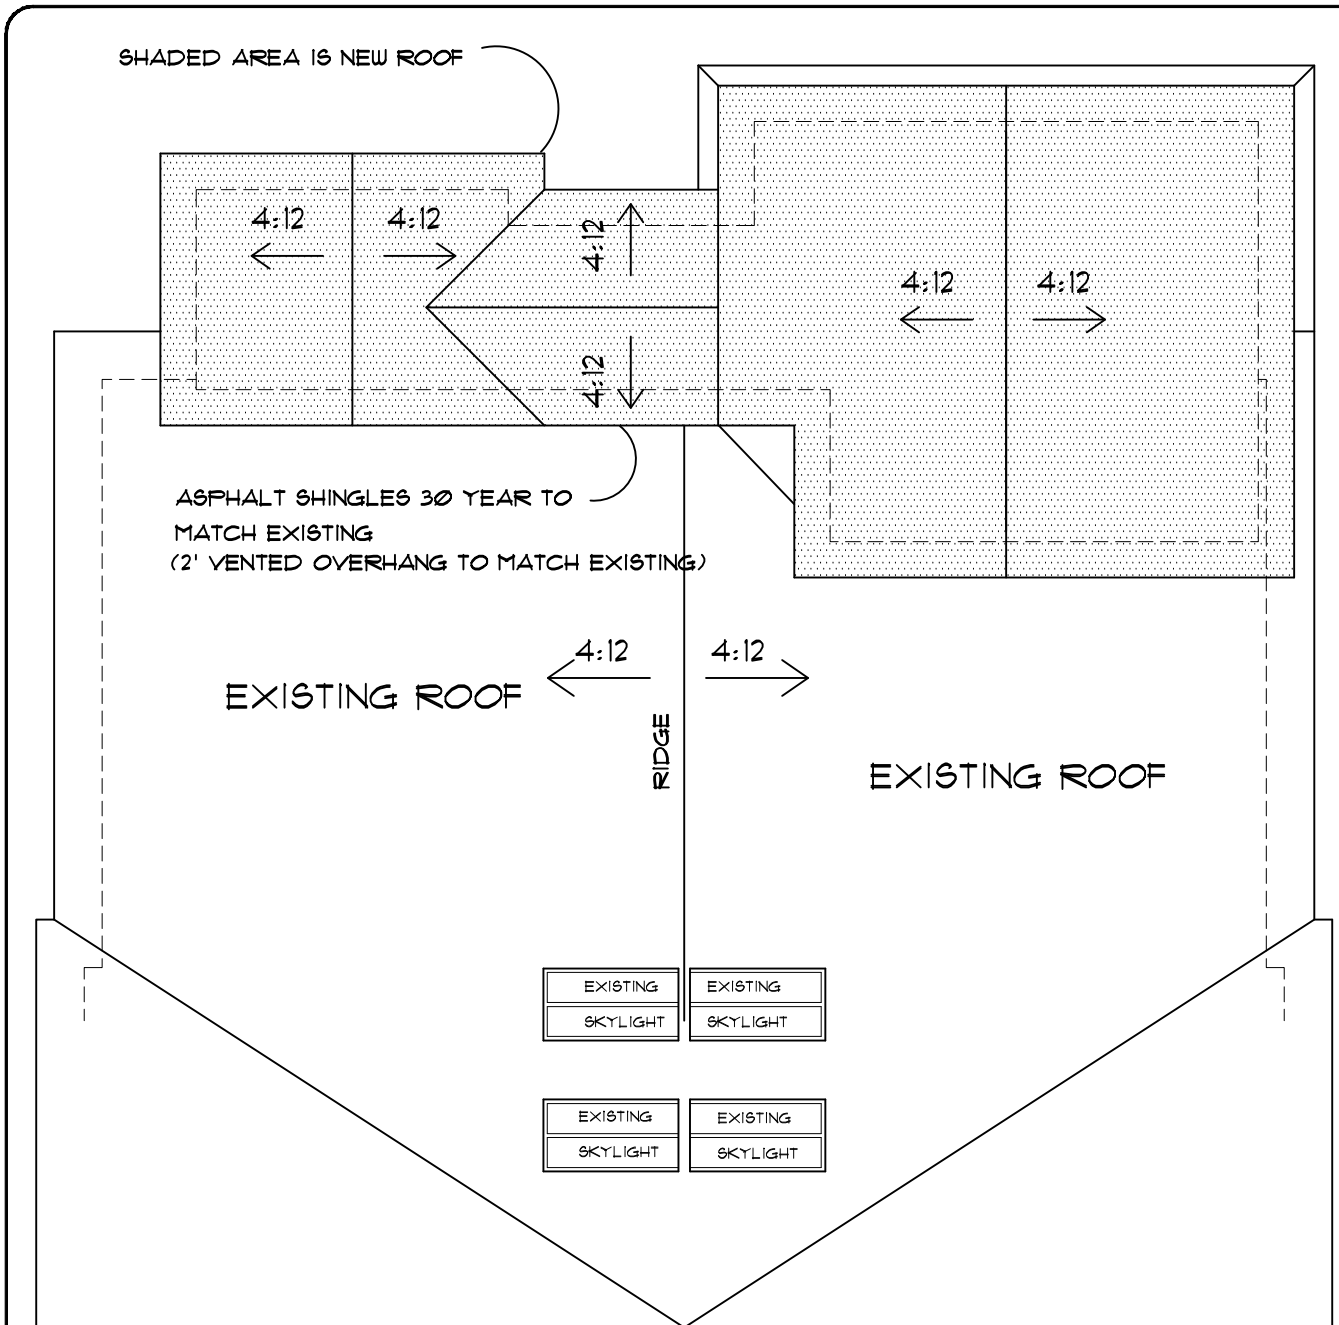 SHADED AREA IS NEW ROOF
4:12
4:12
4:12
4:12
4:12
4:12
ASPHALT SHINGLES 30 YEAR TO
MATCH EXISTING
(2' VENTED OVERHANG TO MATCH EXISTING)
4:12
4:12
EXISTING ROOF
RIDGE
EXISTING ROOF
EXISTING
SKYLIGHT
EXISTING
SKYLIGHT
EXISTING
SKYLIGHT
EXISTING
SKYLIGHT